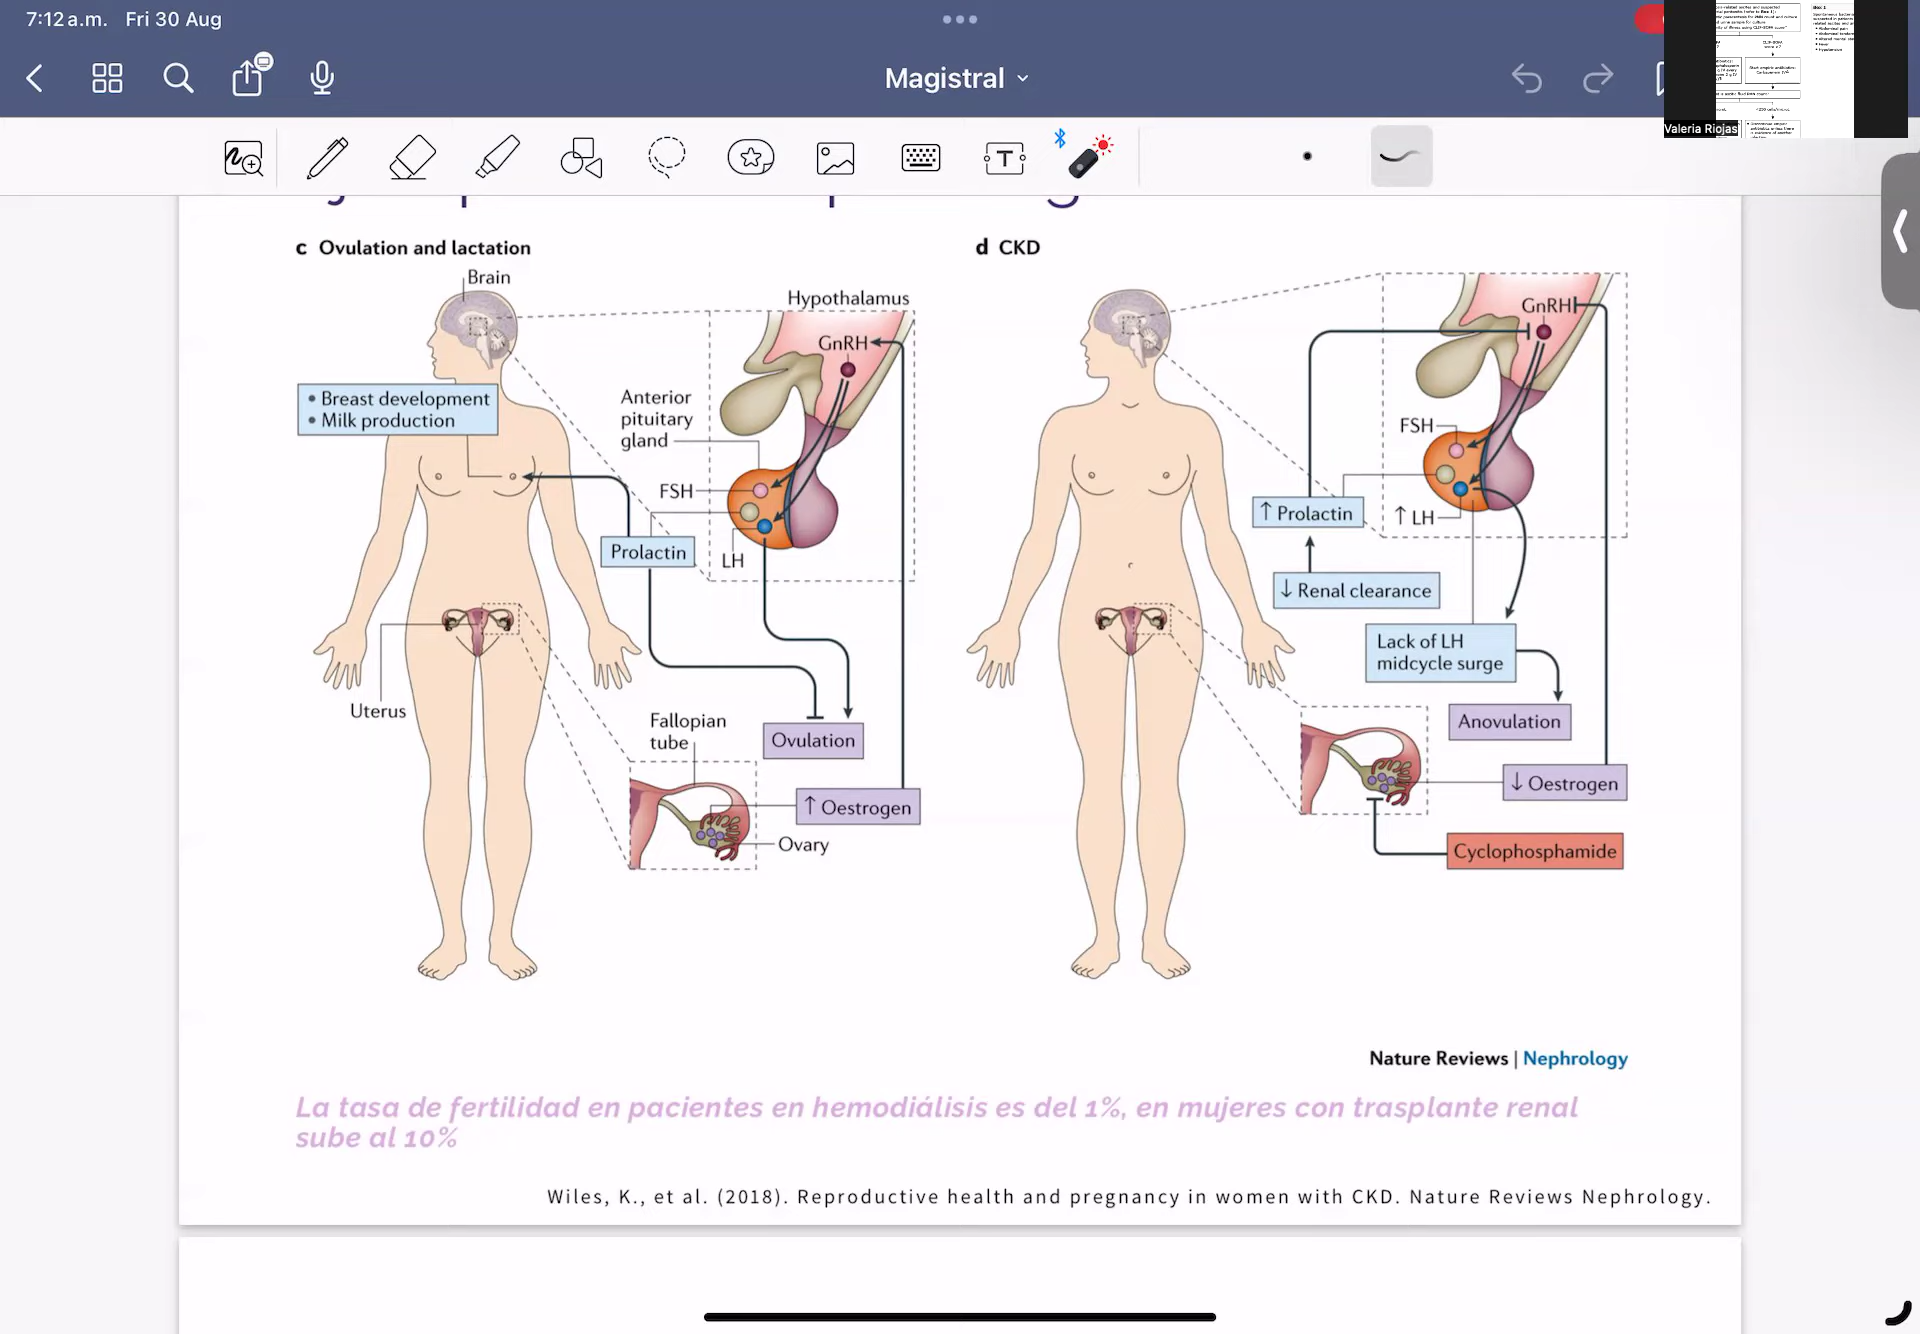 7:12 a.m. Fri 30 Aug
Magistral
Valeria Riojas
Box 1
c Ovulation and lactation
Brain
Hypothalamus
GnRH
• Breast development
• Milk production
Anterior
pituitary
gland
FSH
Prolactin
LH
Uterus
Fallopian
tube
Ovulation
↑ Oestrogen
Ovary
d CKD
GnRH
FSH
↑ Prolactin
↑ LH
↓ Renal clearance
Lack of LH
midcycle surge
Anovulation
↓ Oestrogen
Cyclophosphamide
Nature Reviews | Nephrology
La tasa de fertilidad en pacientes en hemodiálisis es del 1%, en mujeres con trasplante renal
sube al 10%
Wiles, K., et al. (2018). Reproductive health and pregnancy in women with CKD. Nature Reviews Nephrology.